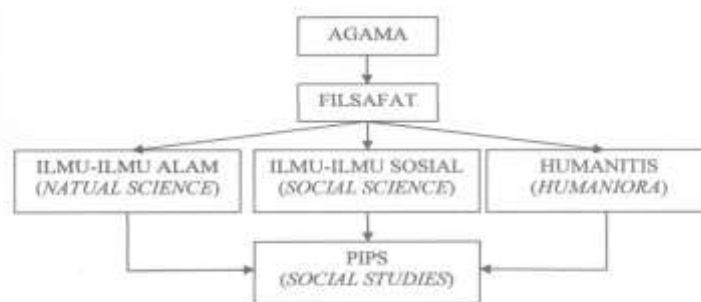 AGAMA
FILSAFAT
ILMU-ILMU ALAM
(NATUAL SCIENCE)
ILMU-ILMU SOSIAL
(SOCIAL SCIENCE)
HUMANITIS
(HUMANIORA)
PIPS
(SOCIAL STUDIES)